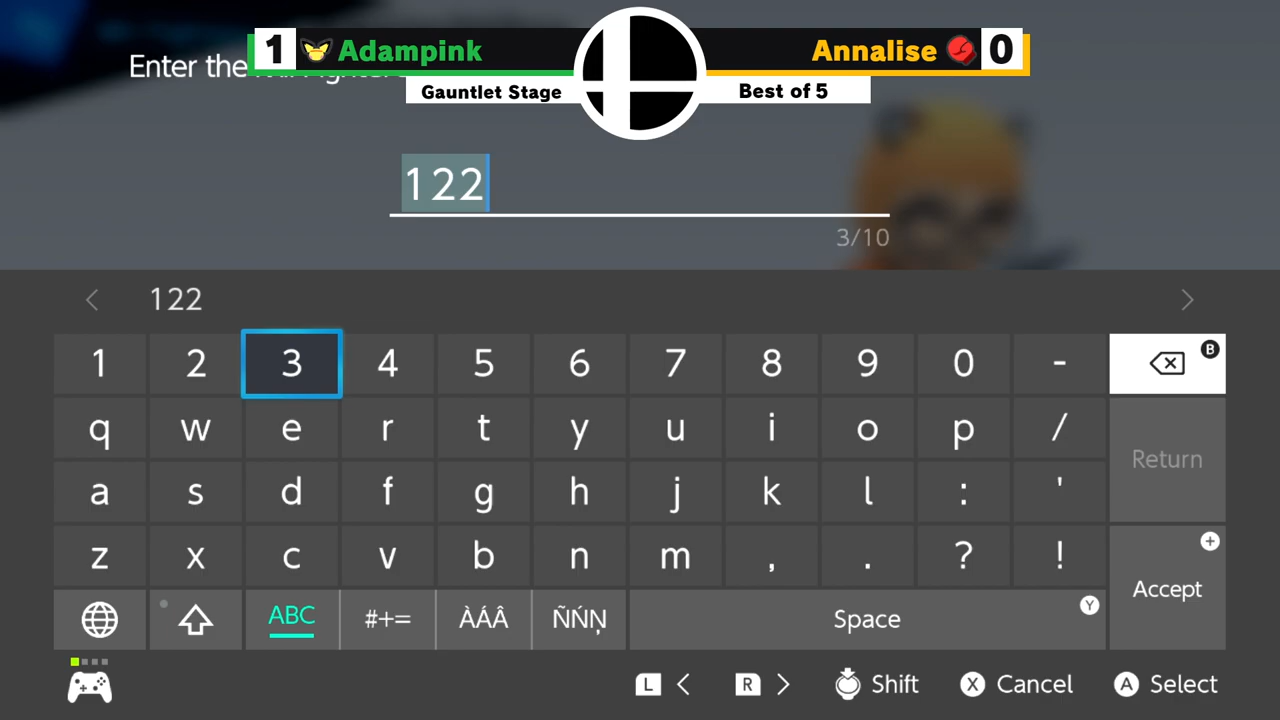 1 Adampink
Annalise 0
Enter the
Gauntlet Stage
Best of 5
122
3/10
122
1 2 3 4 5 6 7 8 9 0 -
B
q w e r t y u i o p /
Return
a s d f g h j k l : '
z x c v b n m , . ? !
+
Accept
ABC #+= ÀÁÂ ÑŃŅ Space Y
L < R > Shift X Cancel A Select